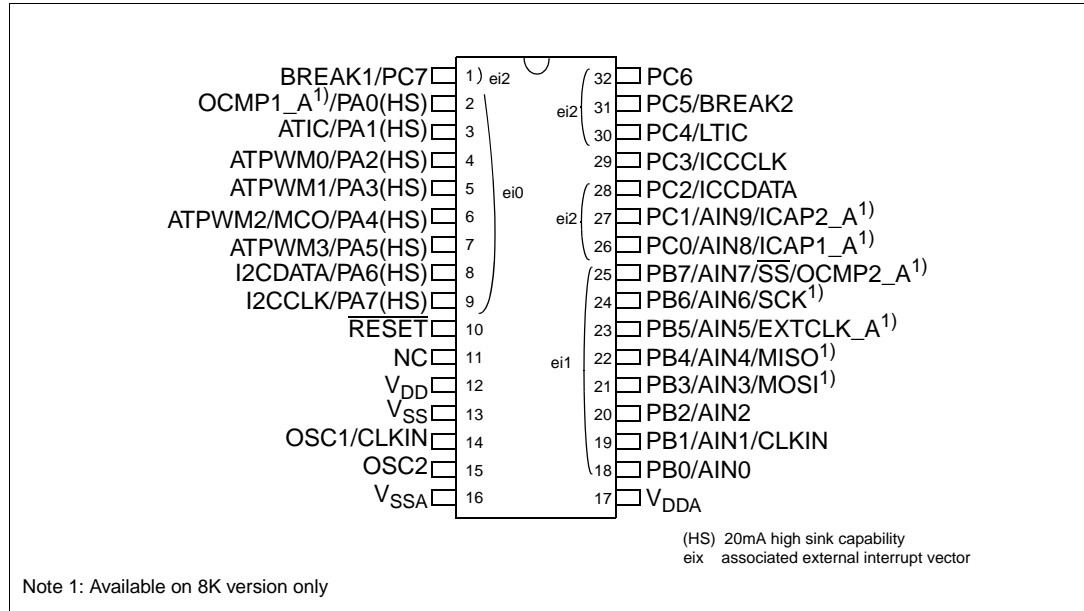 BREAK1/PC7 1 ei2
OCMP1_A1)/PA0(HS) 2
ATIC/PA1(HS) 3
ATPWM0/PA2(HS) 4
ATPWM1/PA3(HS) 5
ei0
ATPWM2/MCO/PA4(HS) 6
ATPWM3/PA5(HS) 7
I2CDATA/PA6(HS) 8
I2CCLK/PA7(HS) 9
RESET 10
NC 11
VDD 12
VSS 13
OSC1/CLKIN 14
OSC2 15
VSSA 16
32 PC6
ei2 31 PC5/BREAK2
30 PC4/LTIC
29 PC3/ICCCLK
28 PC2/ICCDATA
ei2 27 PC1/AIN9/ICAP2_A1)
26 PC0/AIN8/ICAP1_A1)
25 PB7/AIN7/SS/OCMP2_A1)
24 PB6/AIN6/SCK1)
23 PB5/AIN5/EXTCLK_A1)
ei1 22 PB4/AIN4/MISO1)
21 PB3/AIN3/MOSI1)
20 PB2/AIN2
19 PB1/AIN1/CLKIN
18 PB0/AIN0
17 VDDA
(HS) 20mA high sink capability
eix associated external interrupt vector
Note 1: Available on 8K version only